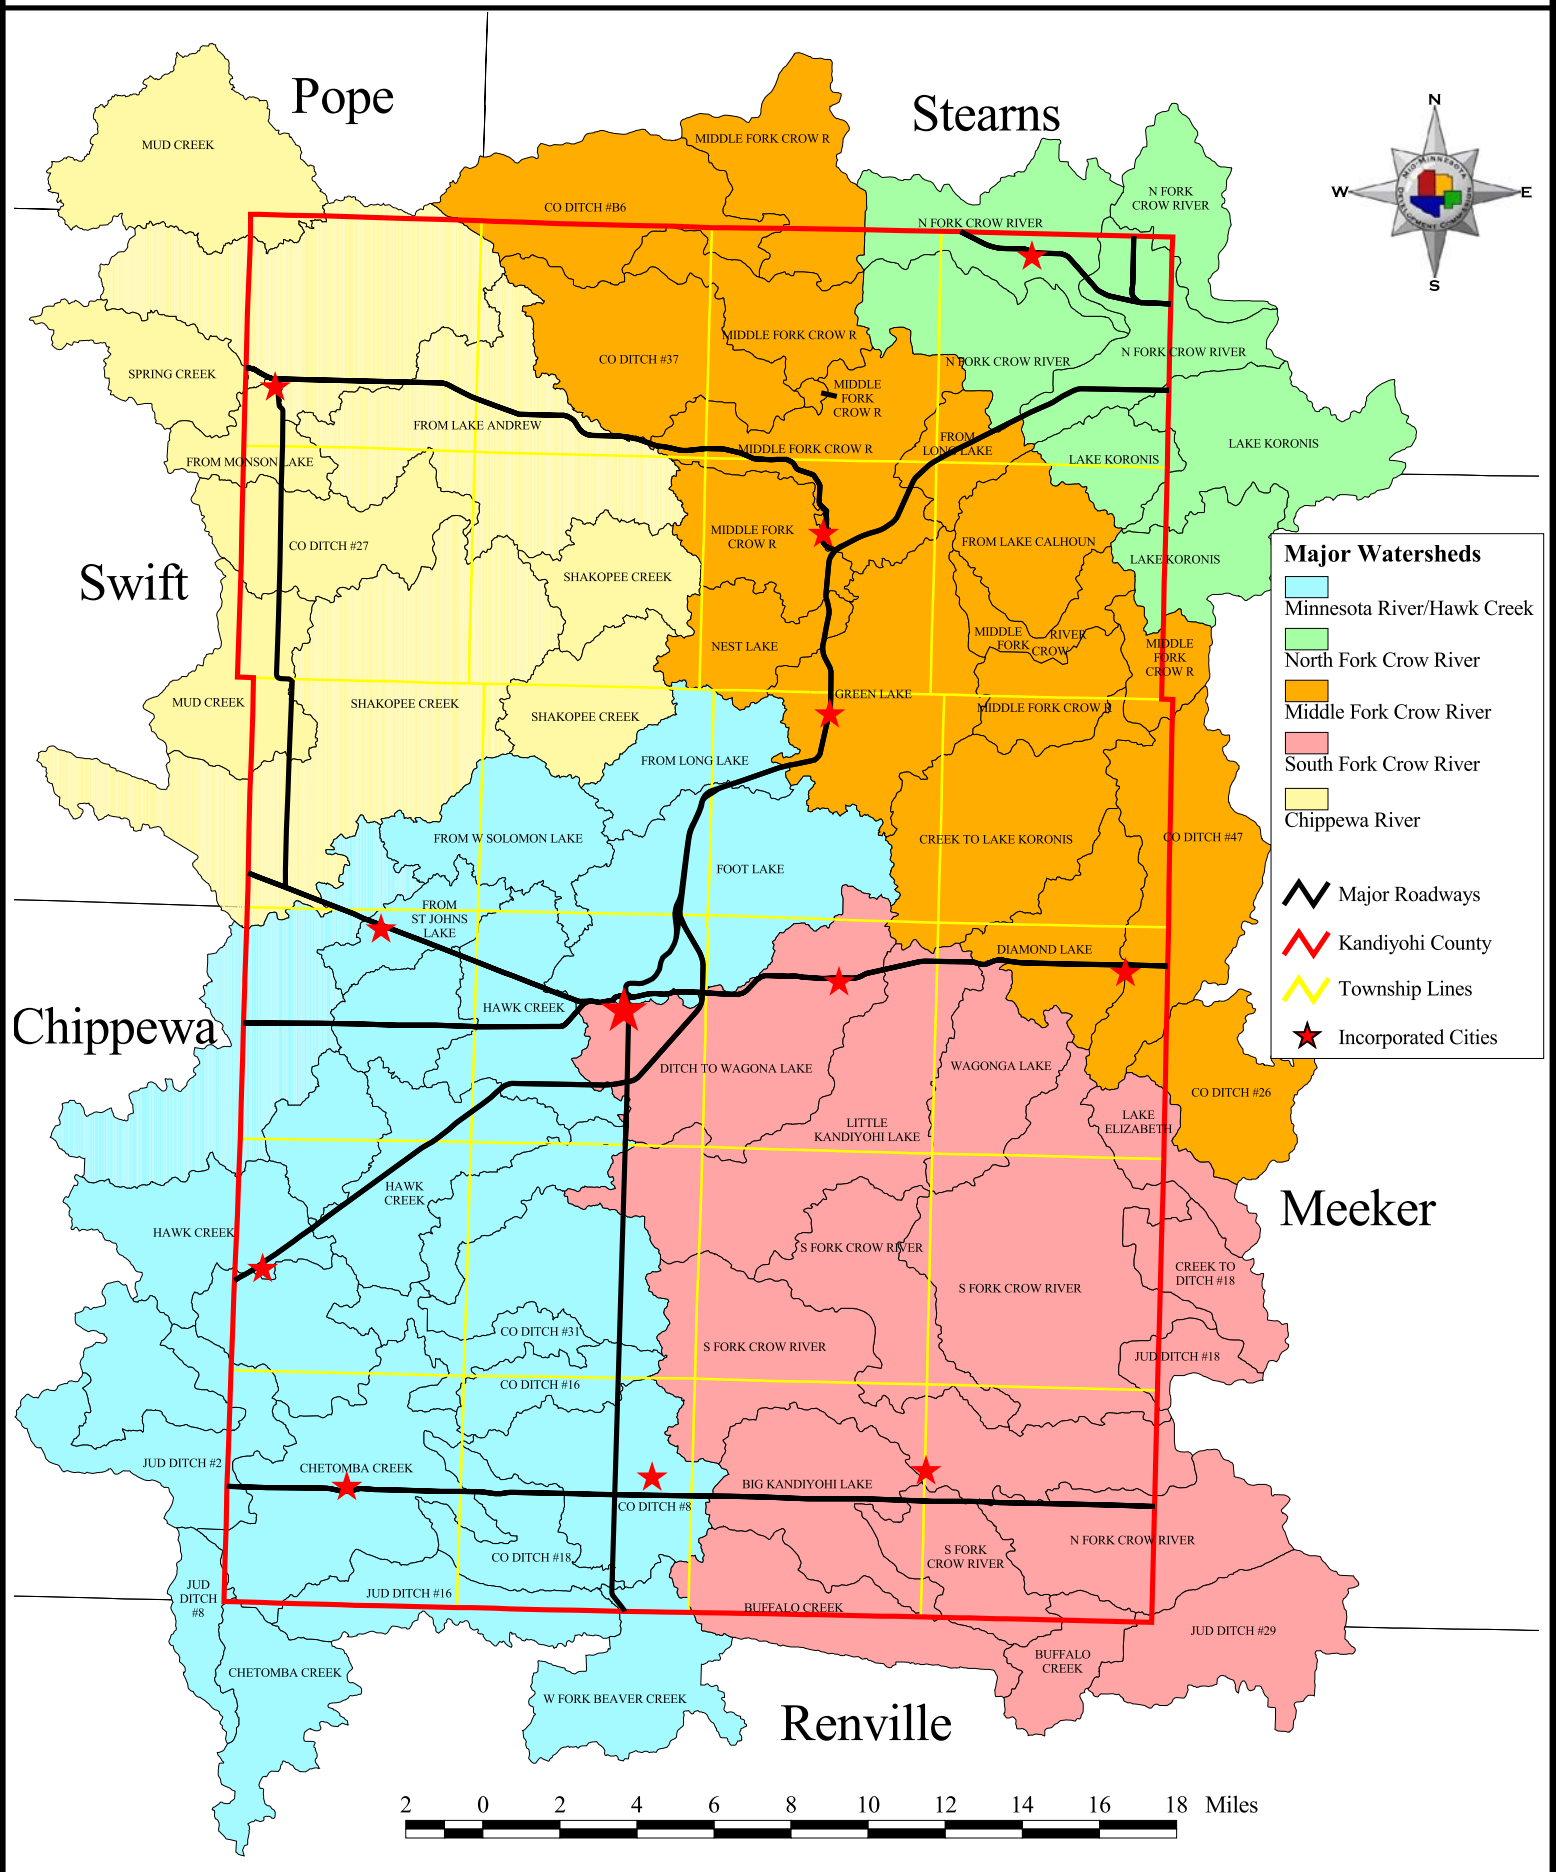 Pope
Stearns
N
W
E
S
MID-MINNESOTA
DEVELOPMENT COMMISSION
MUD CREEK
MIDDLE FORK CROW R
CO DITCH #B6
N FORK CROW RIVER
N FORK
CROW RIVER
SPRING CREEK
CO DITCH #37
MIDDLE FORK CROW R
N FORK CROW RIVER
N FORK CROW RIVER
MIDDLE
FORK
CROW R
FROM LAKE ANDREW
MIDDLE FORK CROW R
FROM
LONG LAKE
LAKE KORONIS
LAKE KORONIS
FROM MONSON LAKE
CO DITCH #27
MIDDLE FORK
CROW R
FROM LAKE CALHOUN
LAKE KORONIS
Swift
SHAKOPEE CREEK
NEST LAKE
MIDDLE
FORK
RIVER
CROW
MIDDLE
FORK
CROW R
MUD CREEK
SHAKOPEE CREEK
SHAKOPEE CREEK
GREEN LAKE
MIDDLE FORK CROW R
FROM LONG LAKE
FROM W SOLOMON LAKE
FOOT LAKE
CREEK TO LAKE KORONIS
CO DITCH #47
FROM
ST JOHNS
LAKE
DIAMOND LAKE
Chippewa
HAWK CREEK
DITCH TO WAGONA LAKE
WAGONGA LAKE
CO DITCH #26
LITTLE
KANDIYOHI LAKE
LAKE
ELIZABETH
HAWK
CREEK
HAWK CREEK
Meeker
S FORK CROW RIVER
S FORK CROW RIVER
CREEK TO
DITCH #18
CO DITCH #31
S FORK CROW RIVER
JUD DITCH #18
CO DITCH #16
JUD DITCH #2
CHETOMBA CREEK
BIG KANDIYOHI LAKE
CO DITCH #8
CO DITCH #18
S FORK
CROW RIVER
N FORK CROW RIVER
JUD
DITCH
#8
JUD DITCH #16
BUFFALO CREEK
JUD DITCH #29
CHETOMBA CREEK
W FORK BEAVER CREEK
BUFFALO
CREEK
Renville
Major Watersheds
Minnesota River/Hawk Creek
North Fork Crow River
Middle Fork Crow River
South Fork Crow River
Chippewa River
Major Roadways
Kandiyohi County
Township Lines
Incorporated Cities
2 0 2 4 6 8 10 12 14 16 18 Miles